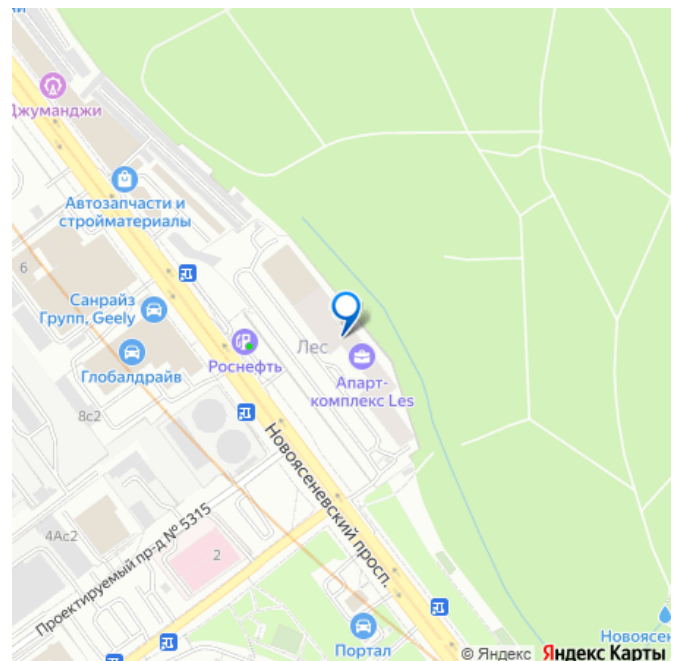 Джуманджи
Автозапчасти и
стройматериалы
6
Санрайз
Групп, Geely
Роснефть
Лес
Глобалдрайв
Апарт-
комплекс Les
8с2
Новоясеневский просп.
4Ас2
Проектируемый пр-д № 5315
2
Портал
Новоясен
© Яндекс Яндекс Карты